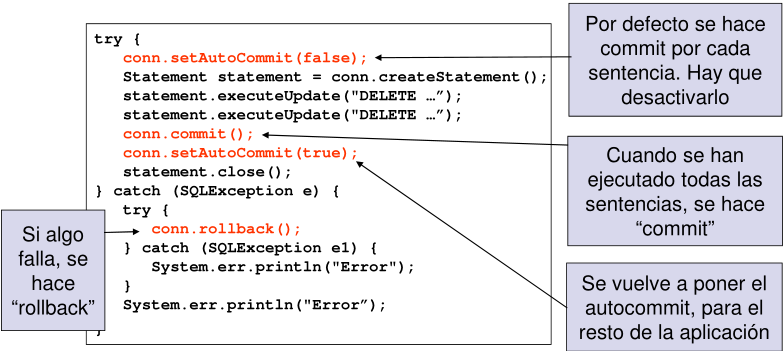 try {
conn.setAutoCommit(false);
Statement statement = conn.createStatement();
statement.executeUpdate("DELETE …”);
statement.executeUpdate("DELETE …”);
conn.commit();
conn.setAutoCommit(true);
statement.close();
} catch (SQLException e) {
try {
conn.rollback();
} catch (SQLException e1) {
System.err.println("Error");
}
System.err.println("Error”);
}
Por defecto se hace
commit por cada
sentencia. Hay que
desactivarlo
Cuando se han
ejecutado todas las
sentencias, se hace
“commit”
Si algo
falla, se
hace
“rollback”
Se vuelve a poner el
autocommit, para el
resto de la aplicación